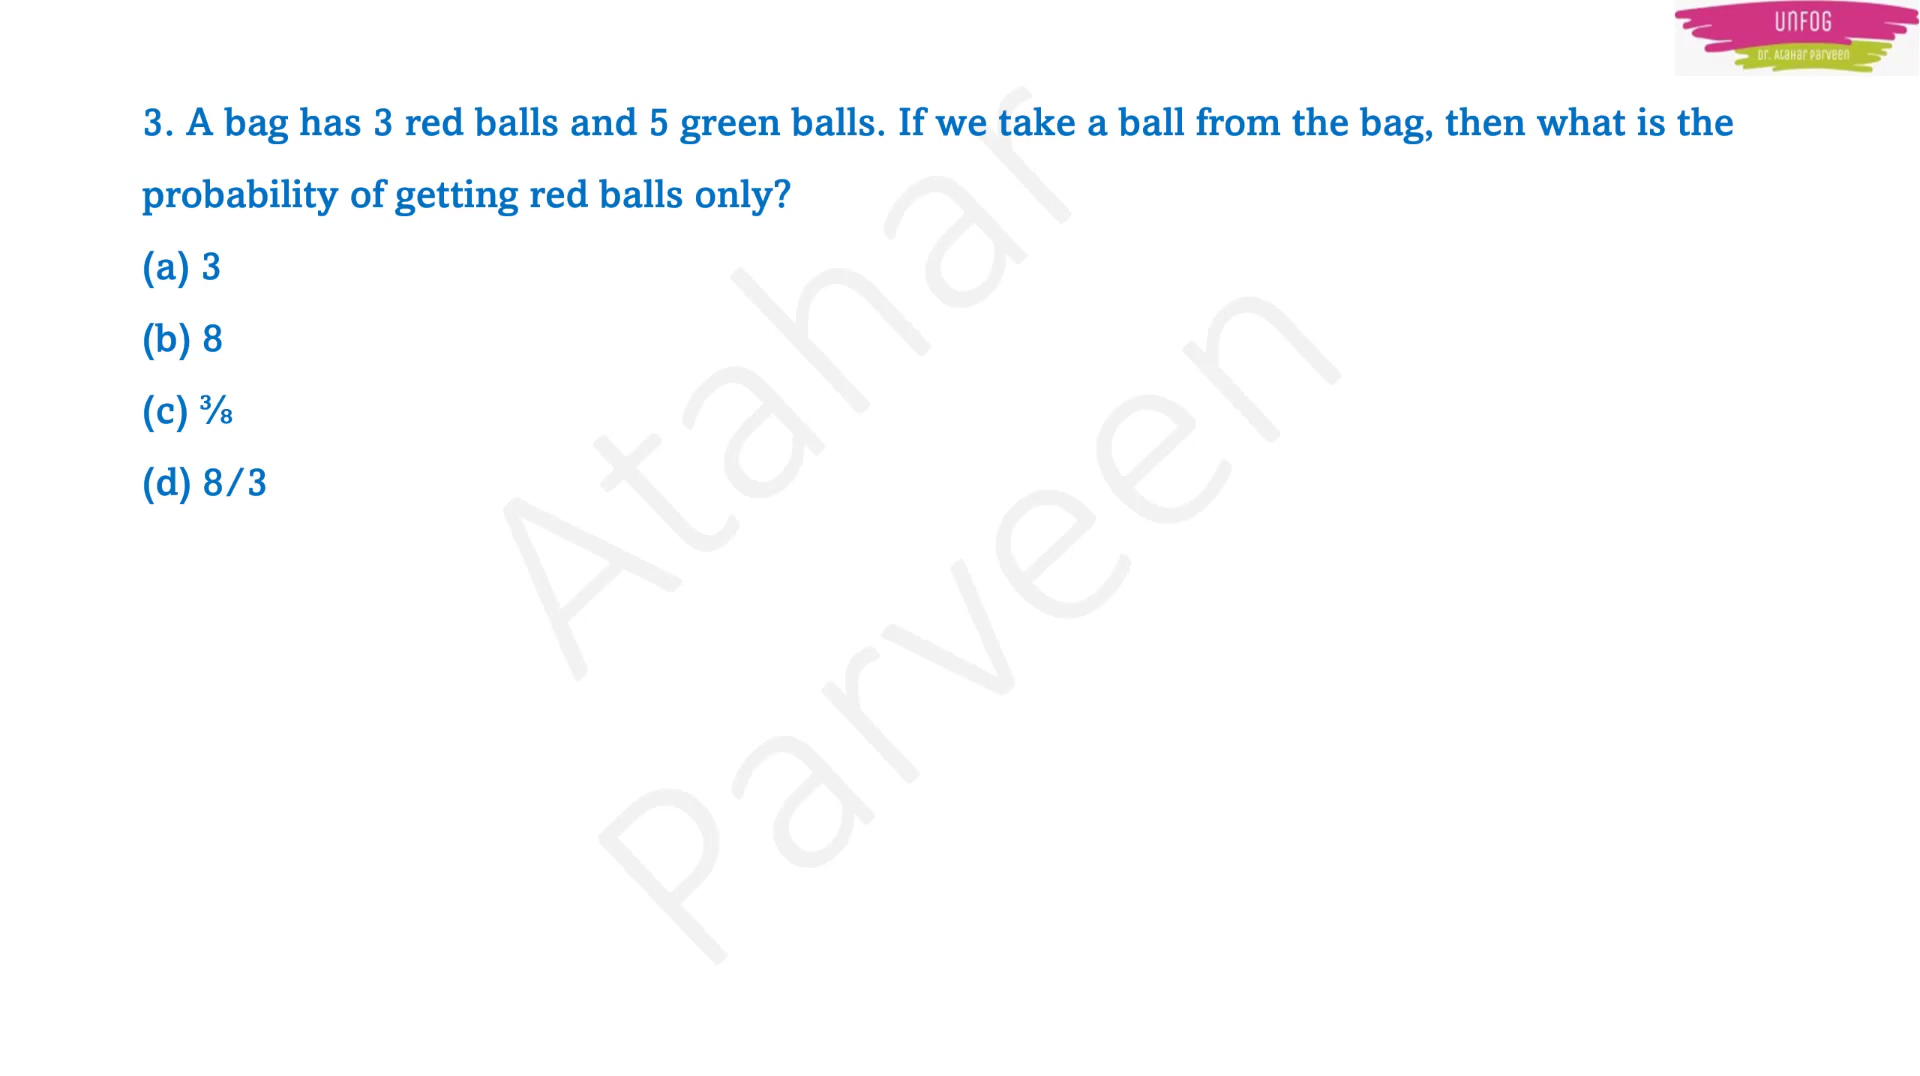 UNFOG
Dr. Atahar Parveen
3. A bag has 3 red balls and 5 green balls. If we take a ball from the bag, then what is the
probability of getting red balls only?
(a) 3
(b) 8
(c) ⅜
(d) 8/3
Atahar
Parveen